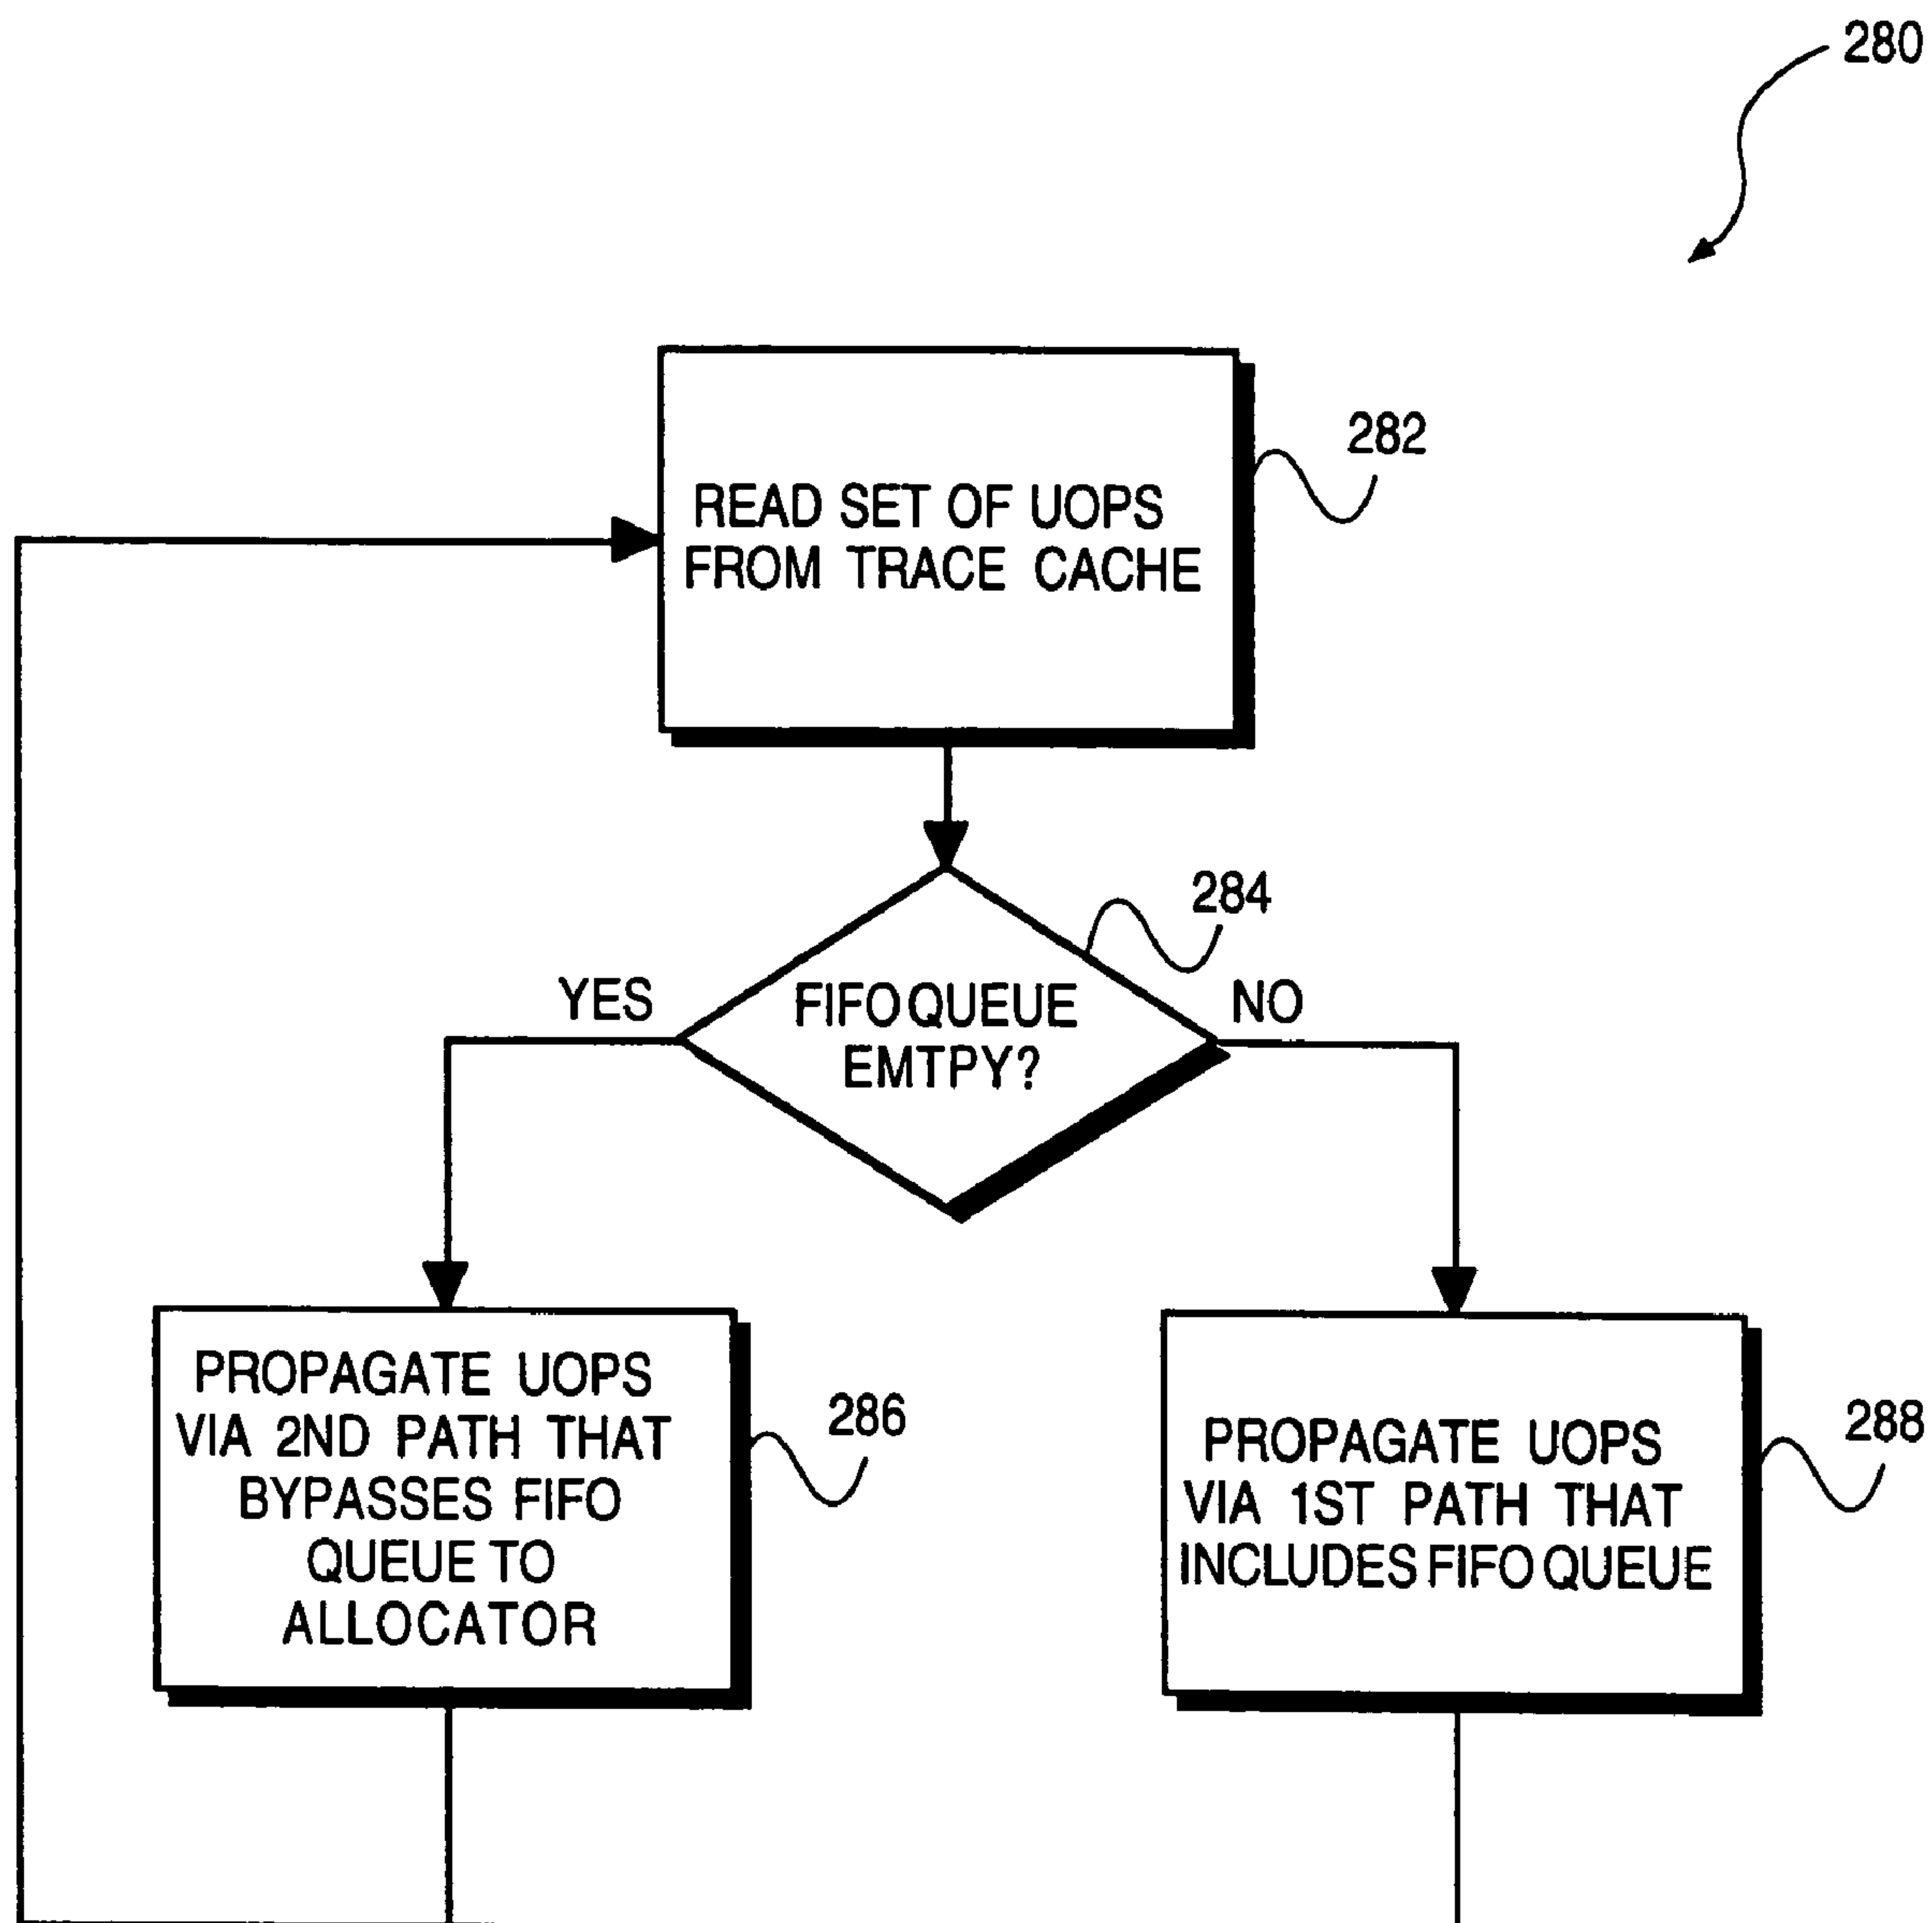 280
282
READ SET OF UOPS
FROM TRACE CACHE
284
YES
NO
FIFO QUEUE
EMTPY?
PROPAGATE UOPS
VIA 2ND PATH THAT
BYPASSES FIFO
QUEUE TO
ALLOCATOR
286
PROPAGATE UOPS
VIA 1ST PATH THAT
INCLUDES FIFO QUEUE
288